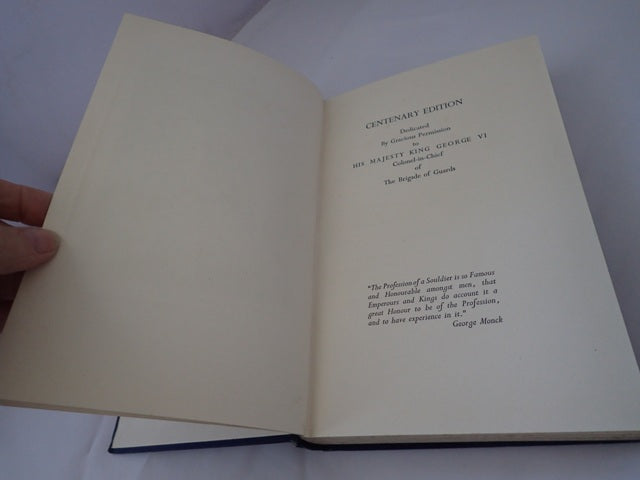 CENTENARY EDITION
Dedicated
By Gracious Permission
to
HIS MAJESTY KING GEORGE VI
Colonel-in-Chief
of
The Brigade of Guards
"The Profession of a Souldier is so Famous
and Honourable amongst men, that
Emperours and Kings do account it a
great Honour to be of the Profession,
and to have experience in it."
George Monck